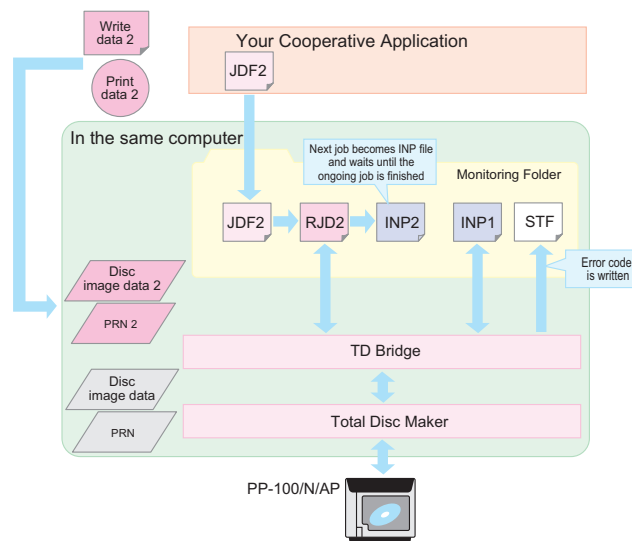 Write
data 2
Print
data 2
Your Cooperative Application
JDF2
In the same computer
Next job becomes INP file
and waits until the
ongoing job is finished
Monitoring Folder
JDF2
RJD2
INP2
INP1
STF
Error code
is written
Disc
image data 2
PRN 2
TD Bridge
Disc
image data
PRN
Total Disc Maker
PP-100/N/AP